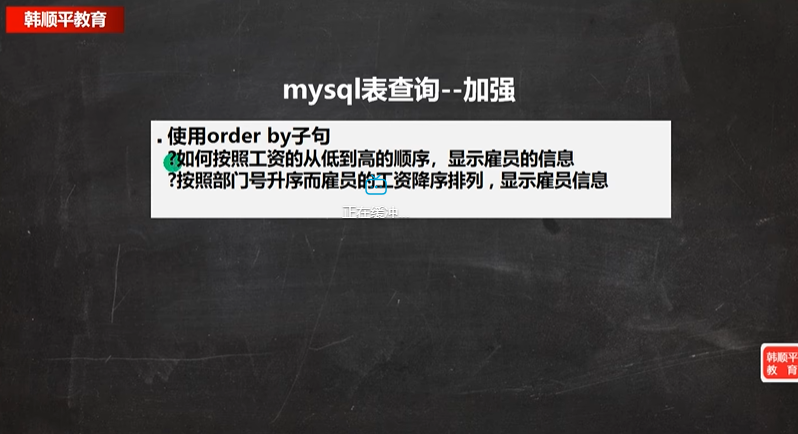 韩顺平教育
mysql表查询--加强
. 使用order by子句
?如何按照工资的从低到高的顺序，显示雇员的信息
?按照部门号升序而雇员的工资降序排列，显示雇员信息
正在缓冲
韩顺平
教 育